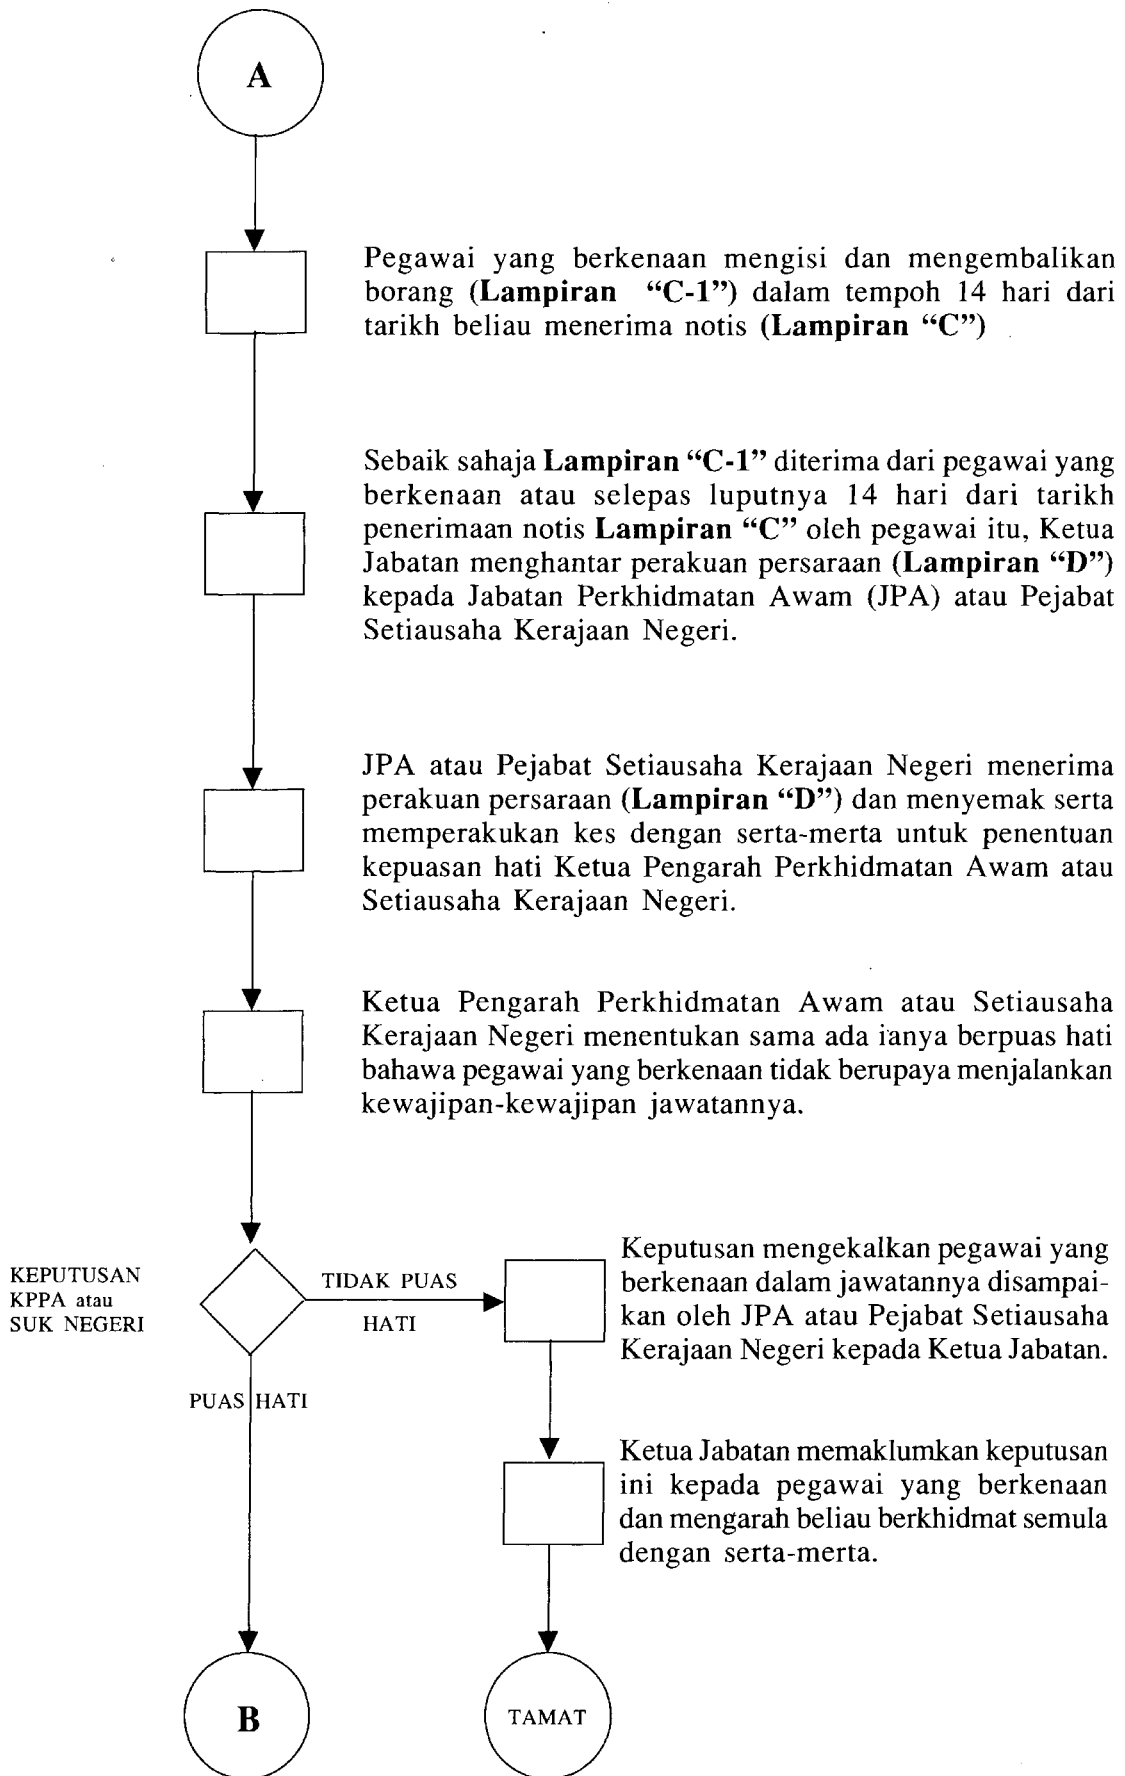 A
Pegawai yang berkenaan mengisi dan mengembalikan
borang (Lampiran “C-1”) dalam tempoh 14 hari dari
tarikh beliau menerima notis (Lampiran “C”)
Sebaik sahaja Lampiran “C-1” diterima dari pegawai yang
berkenaan atau selepas luputnya 14 hari dari tarikh
penerimaan notis Lampiran “C” oleh pegawai itu, Ketua
Jabatan menghantar perakuan persaraan (Lampiran “D”)
kepada Jabatan Perkhidmatan Awam (JPA) atau Pejabat
Setiausaha Kerajaan Negeri.
JPA atau Pejabat Setiausaha Kerajaan Negeri menerima
perakuan persaraan (Lampiran “D”) dan menyemak serta
memperakukan kes dengan serta-merta untuk penentuan
kepuasan hati Ketua Pengarah Perkhidmatan Awam atau
Setiausaha Kerajaan Negeri.
Ketua Pengarah Perkhidmatan Awam atau Setiausaha
Kerajaan Negeri menentukan sama ada ianya berpuas hati
bahawa pegawai yang berkenaan tidak berupaya menjalankan
kewajipan-kewajipan jawatannya.
KEPUTUSAN
KPPA atau
SUK NEGERI
TIDAK PUAS
HATI
Keputusan mengekalkan pegawai yang
berkenaan dalam jawatannya disampai-
kan oleh JPA atau Pejabat Setiausaha
Kerajaan Negeri kepada Ketua Jabatan.
PUAS HATI
Ketua Jabatan memaklumkan keputusan
ini kepada pegawai yang berkenaan
dan mengarah beliau berkhidmat semula
dengan serta-merta.
B
TAMAT